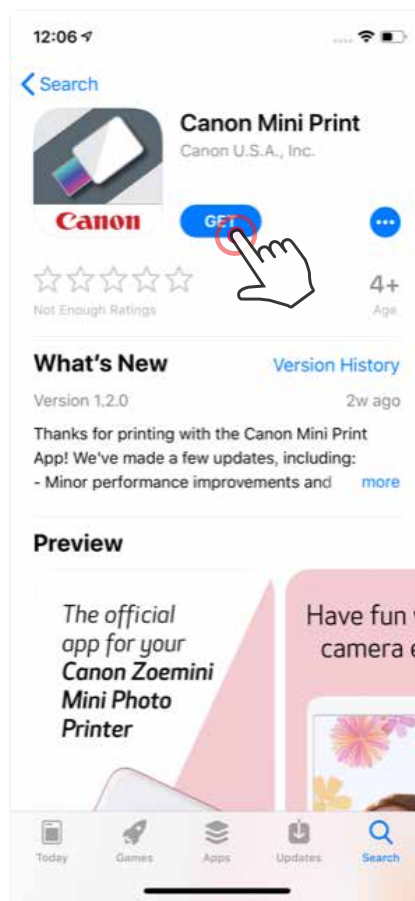 12:06
Search
Canon Mini Print
Canon U.S.A., Inc.
Canon
GET
4+
Not Enough Ratings
Age
What's New
Version History
Version 1.2.0
2w ago
Thanks for printing with the Canon Mini Print
App! We've made a few updates, including:
- Minor performance improvements and
more
Preview
The official
app for your
Canon Zoemini
Mini Photo
Printer
Have fun
camera e
Today
Games
Apps
Updates
Search